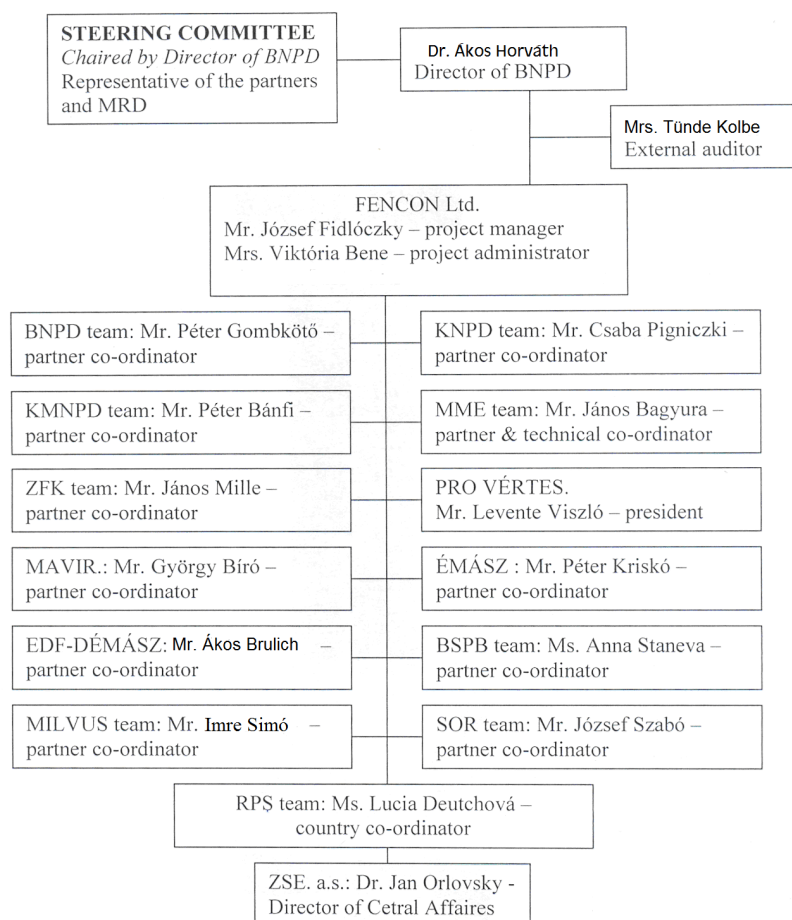 STEERING COMMITTEE
Chaired by Director of BNPD
Representative of the partners
and MRD
Dr. Ákos Horváth
Director of BNPD
Mrs. Tünde Kolbe
External auditor
FENCON Ltd.
Mr. József Fidlóczky – project manager
Mrs. Viktória Bene – project administrator
BNPD team: Mr. Péter Gombkötő –
partner co-ordinator
KNPD team: Mr. Csaba Pigniczki –
partner co-ordinator
KMNPD team: Mr. Péter Bánfi –
partner co-ordinator
MME team: Mr. János Bagyura –
partner & technical co-ordinator
ZFK team: Mr. János Mille –
partner co-ordinator
PRO VÉRTES.
Mr. Levente Viszló – president
MAVIR.: Mr. György Bíró –
partner co-ordinator
ÉMÁSZ : Mr. Péter Kriskó –
partner co-ordinator
EDF-DÉMÁSZ: Mr. Ákos Brulich –
partner co-ordinator
BSPB team: Ms. Anna Staneva –
partner co-ordinator
MILVUS team: Mr. Imre Simó –
partner co-ordinator
SOR team: Mr. József Szabó –
partner co-ordinator
RPS team: Ms. Lucia Deutchová –
country co-ordinator
ZSE. a.s.: Dr. Jan Orlovsky -
Director of Cetral Affaires